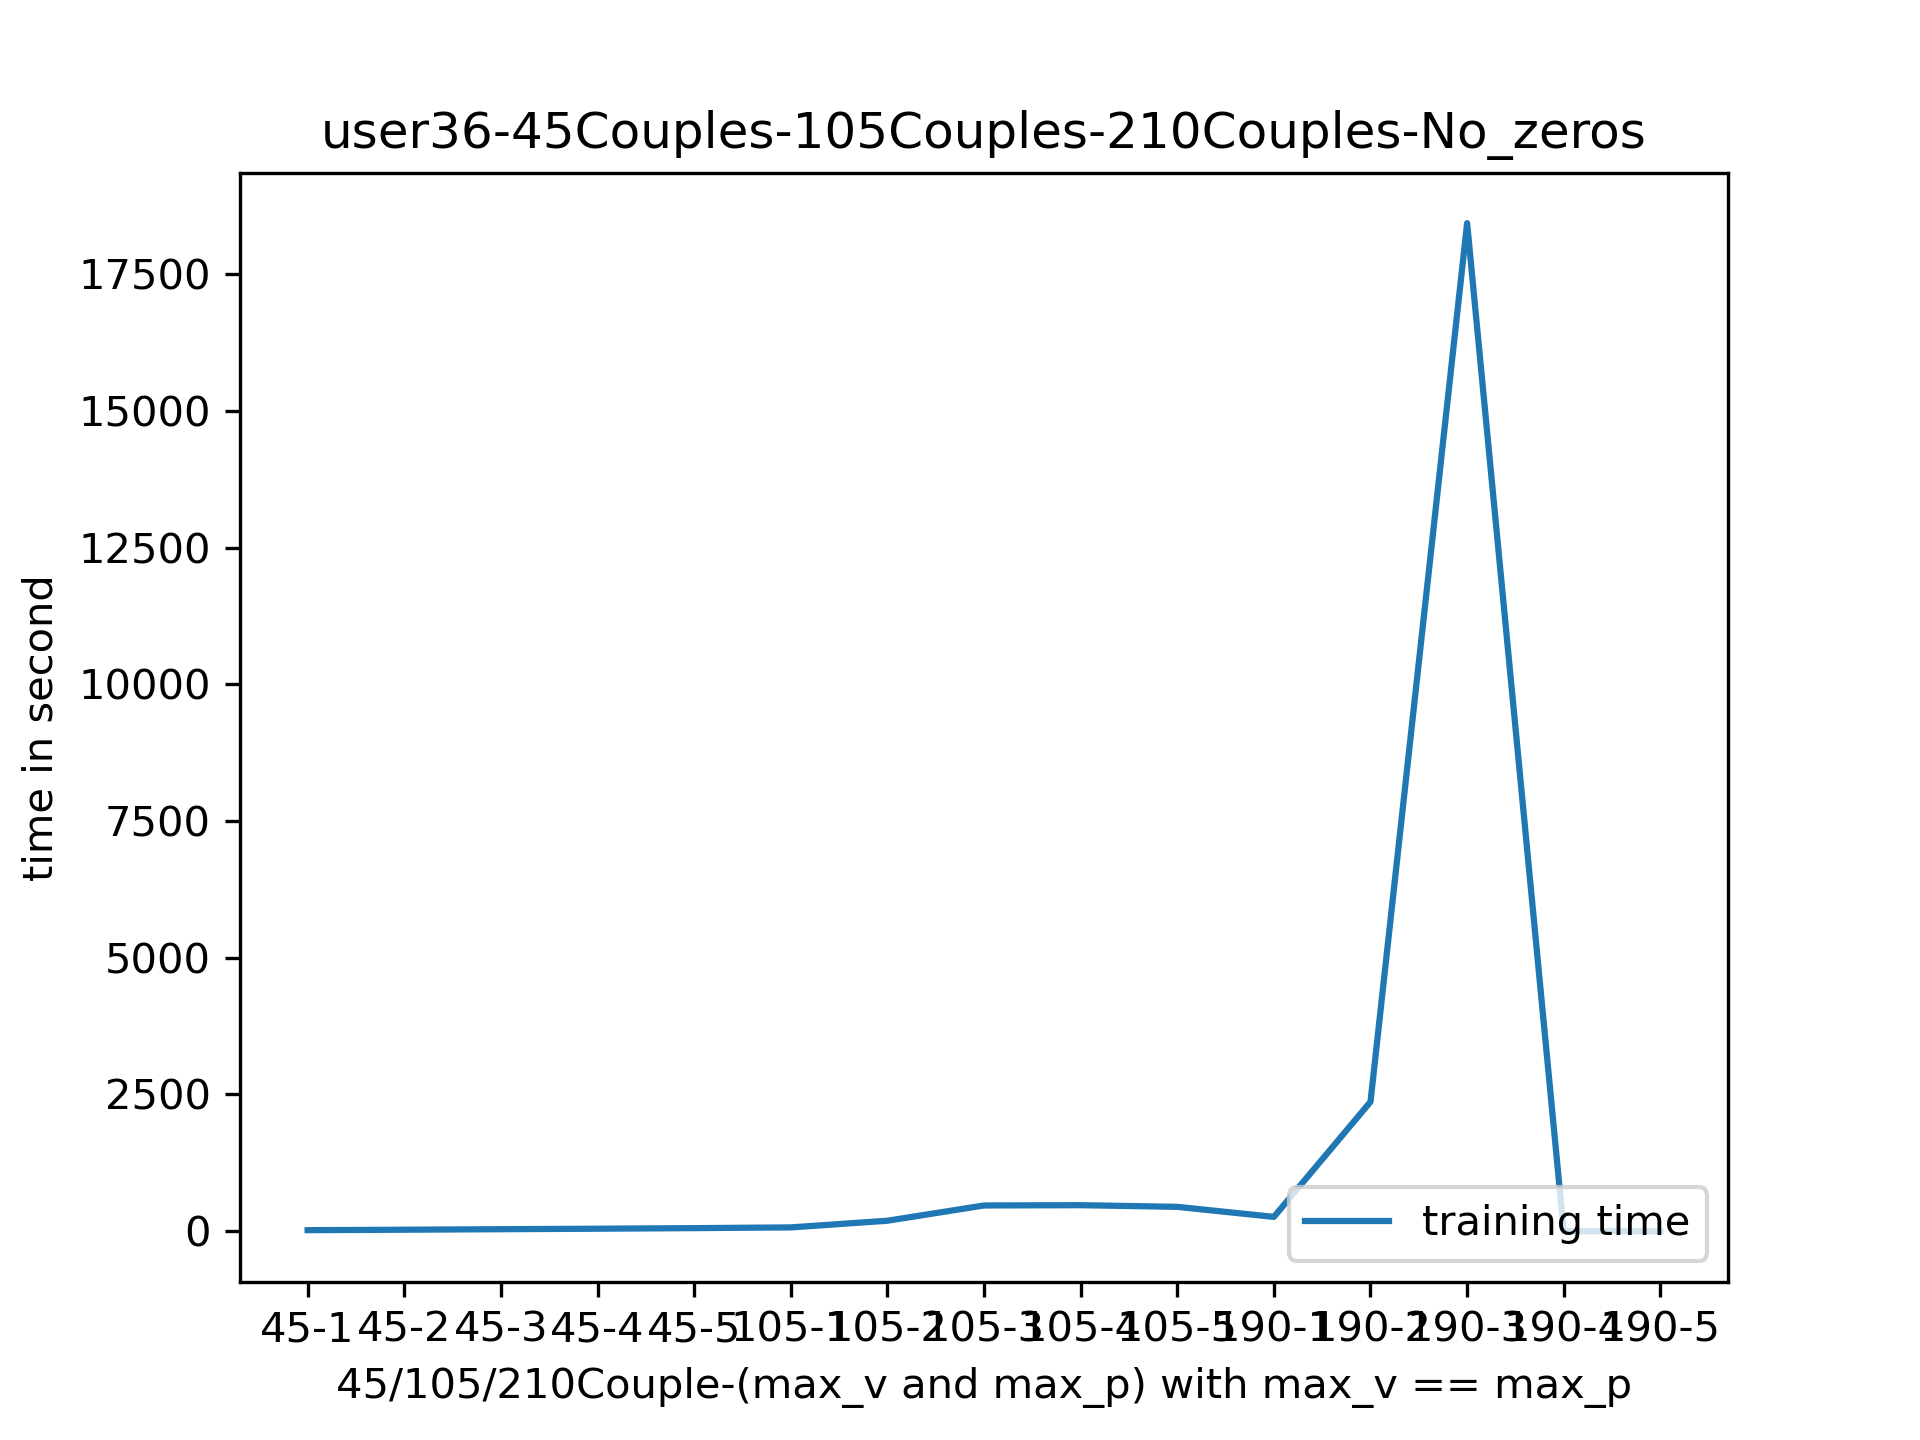 user36-45Couples-105Couples-210Couples-No_zeros
17500
15000
12500
10000
7500
5000
2500
0
time in second
training time
45-1 45-2 45-3 45-4 45-5 105-1 105-2 105-3 105-4 105-5 190-1 190-2 190-3 190-4 190-5
45/105/210Couple-(max_v and max_p) with max_v == max_p